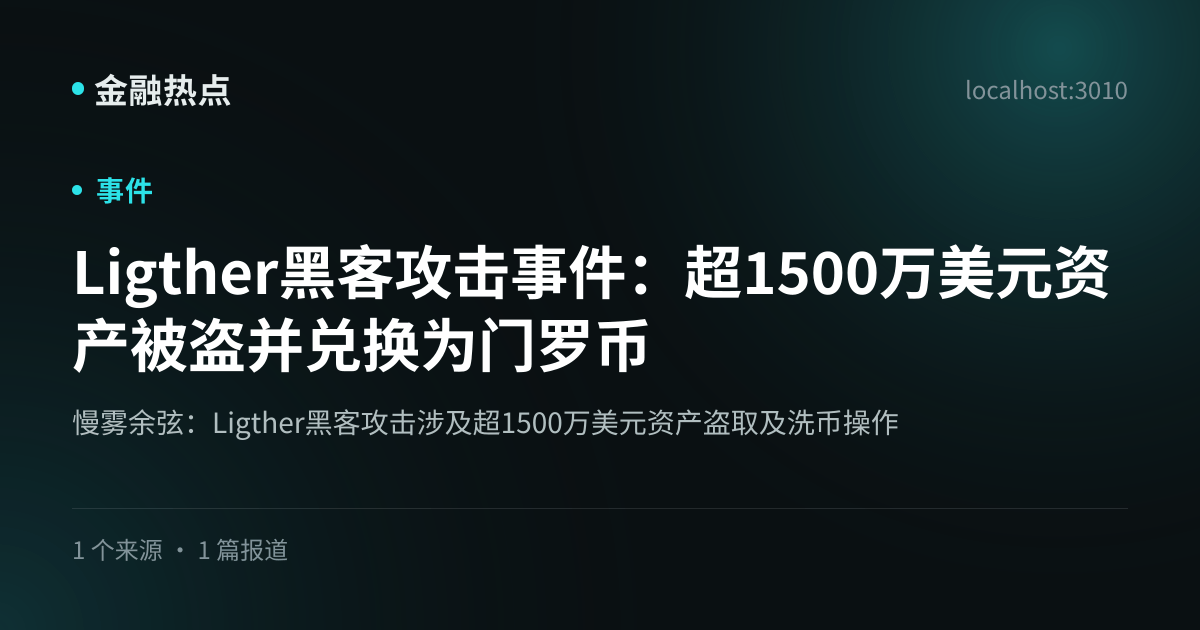 金融热点
localhost:3010
事件
Ligther黑客攻击事件：超1500万美元资
产被盗并兑换为门罗币
慢雾余弦：Ligther黑客攻击涉及超1500万美元资产盗取及洗币操作
1 个来源 · 1 篇报道